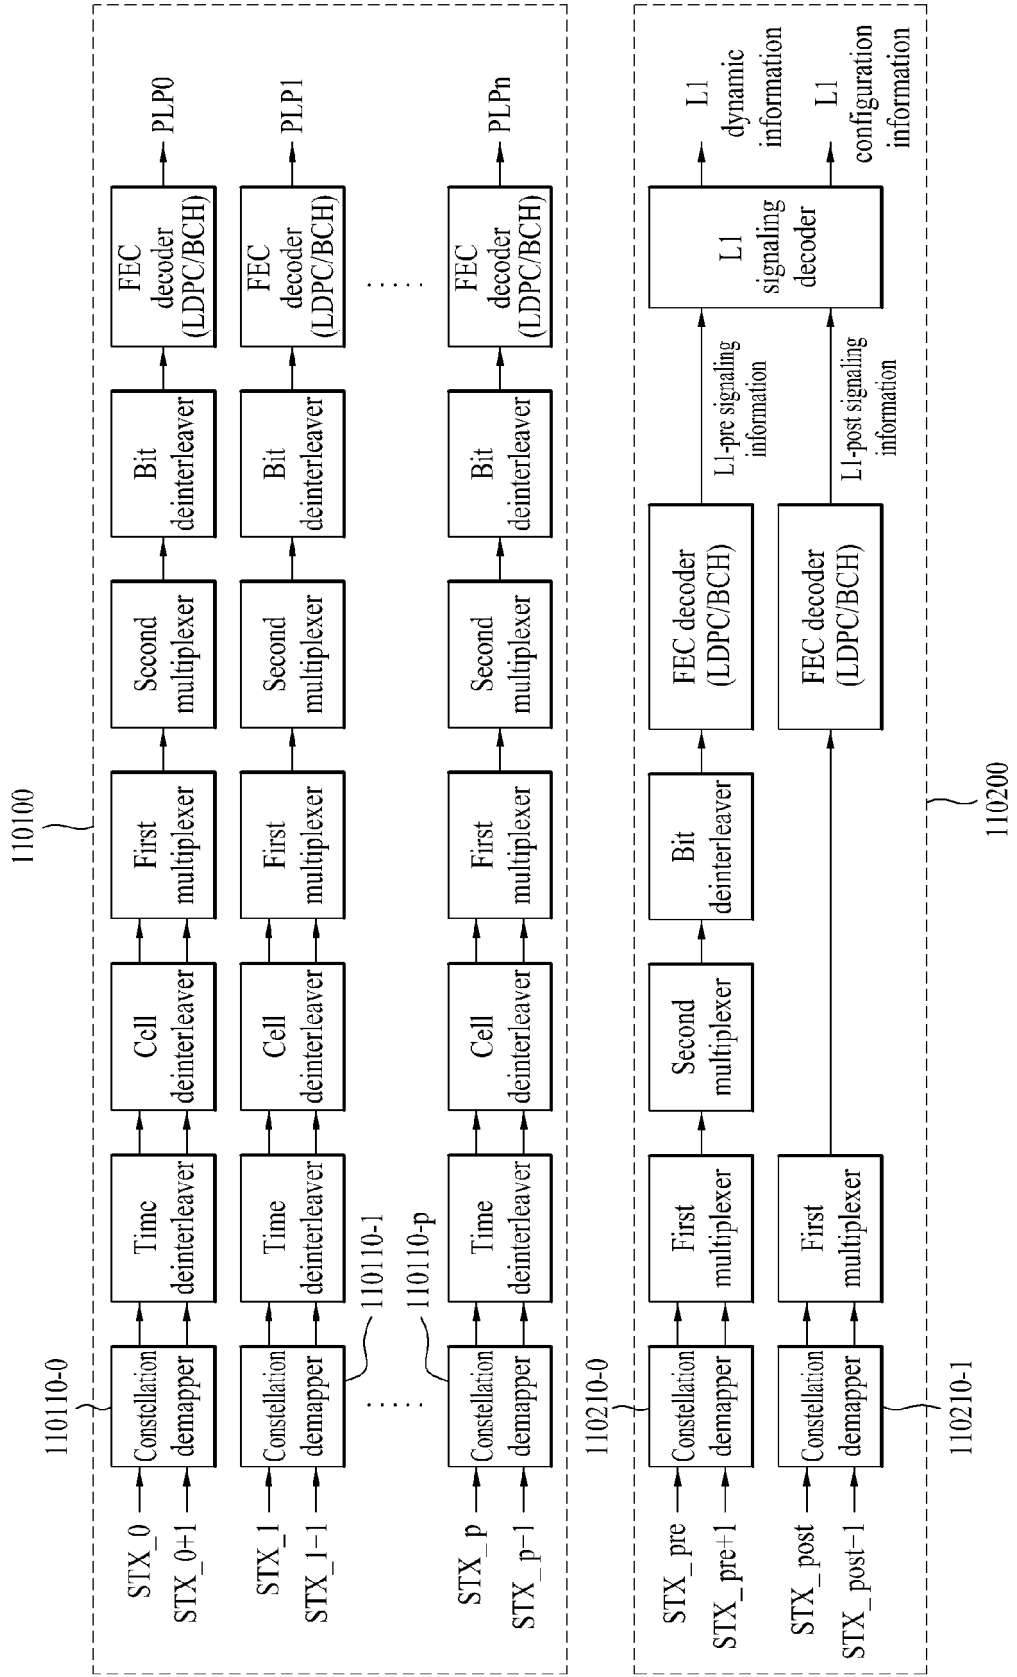 110100
110110-0
STX_0
STX_0+1
Constellation
demapper
Time
deinterleaver
Cell
deinterleaver
First
multiplexer
Second
multiplexer
Bit
deinterleaver
FEC
decoder
(LDPC/BCH)
PLP0
STX_1
STX_1-1
Constellation
demapper
Time
deinterleaver
Cell
deinterleaver
First
multiplexer
Second
multiplexer
Bit
deinterleaver
FEC
decoder
(LDPC/BCH)
PLP1
110110-1
.....
.....
110110-p
STX_p
STX_p-1
Constellation
demapper
Time
deinterleaver
Cell
deinterleaver
First
multiplexer
Second
multiplexer
Bit
deinterleaver
FEC
decoder
(LDPC/BCH)
PLPn
110210-0
STX_pre
STX_pre+1
Constellation
demapper
First
multiplexer
Second
multiplexer
Bit
deinterleaver
FEC decoder
(LDPC/BCH)
L1-pre signaling
information
L1
signaling
decoder
L1
dynamic
information
STX_post
STX_post-1
Constellation
demapper
First
multiplexer
FEC decoder
(LDPC/BCH)
L1-post signaling
information
L1
configuration
information
110210-1
110200